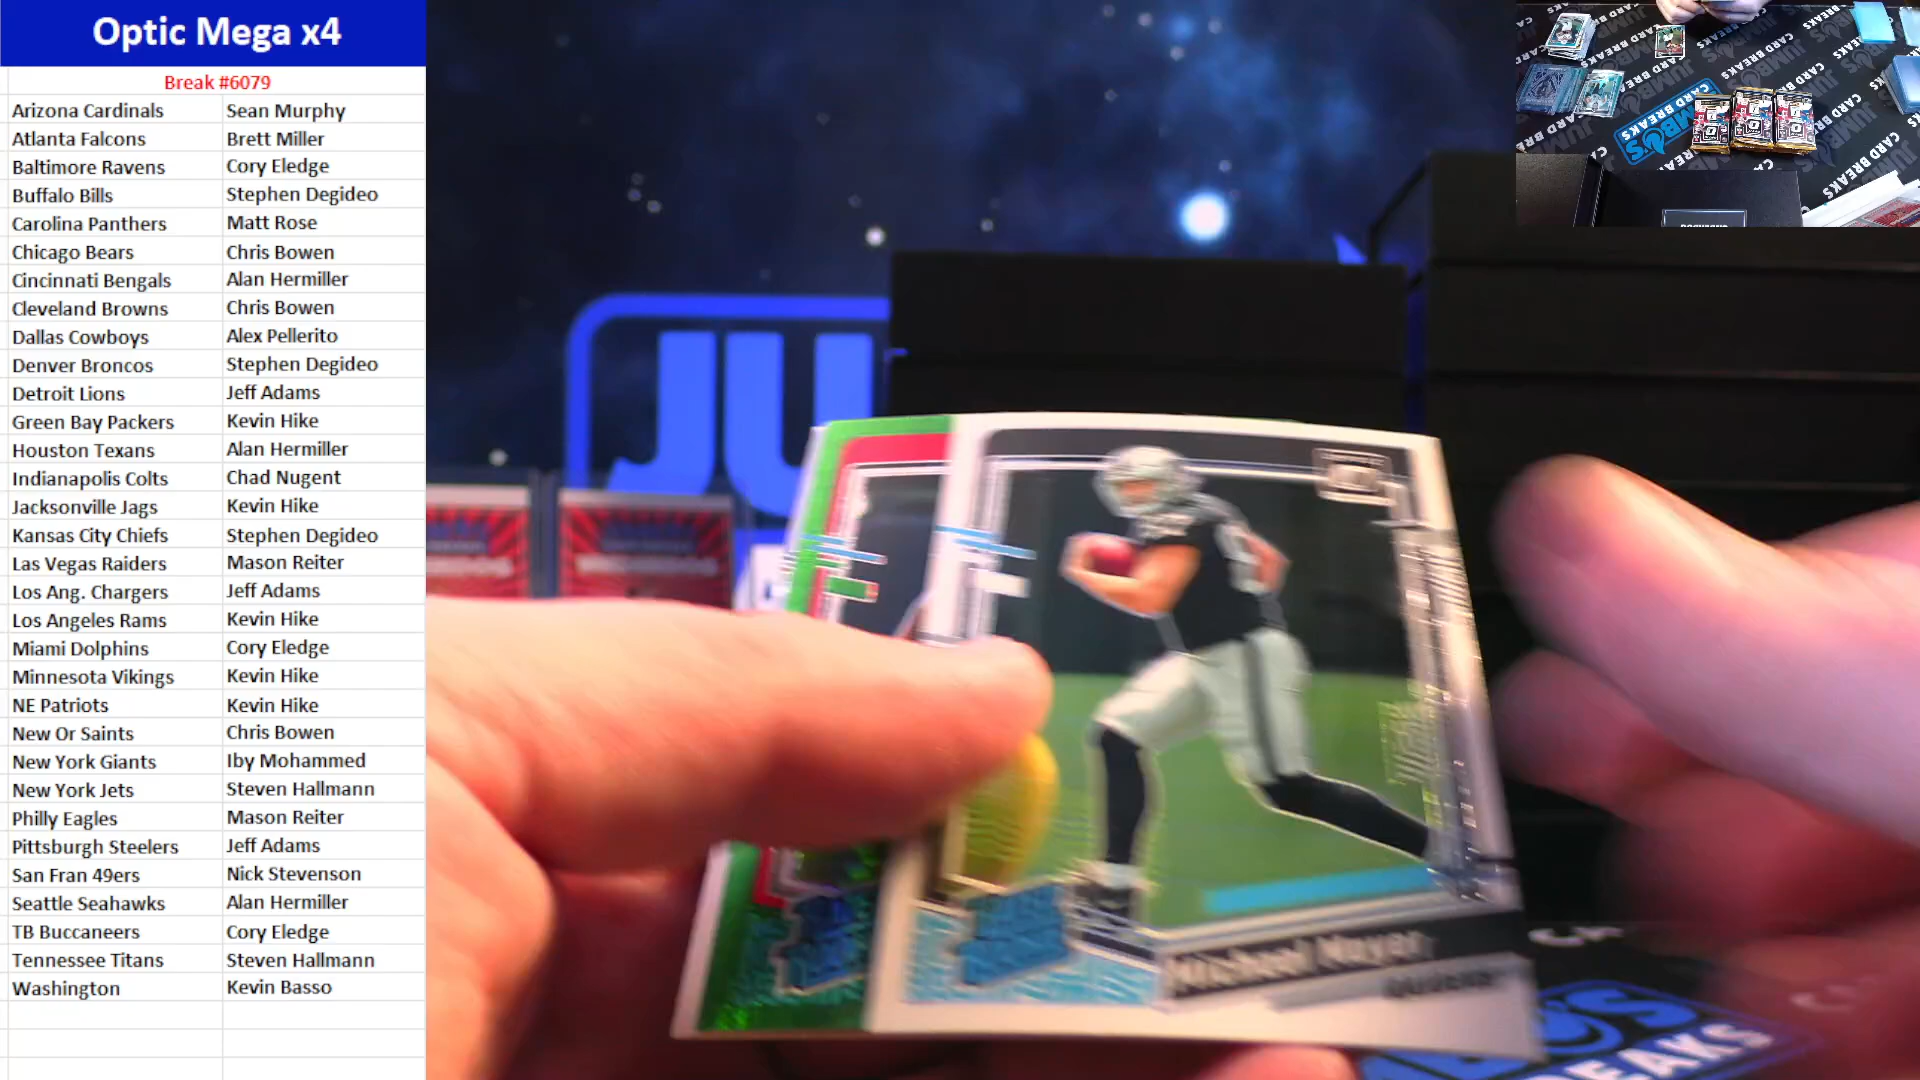 Optic Mega x4
Break #6079
Arizona Cardinals Sean Murphy
Atlanta Falcons Brett Miller
Baltimore Ravens Cory Eledge
Buffalo Bills Stephen Degideo
Carolina Panthers Matt Rose
Chicago Bears Chris Bowen
Cincinnati Bengals Alan Hermiller
Cleveland Browns Chris Bowen
Dallas Cowboys Alex Pellerito
Denver Broncos Stephen Degideo
Detroit Lions Jeff Adams
Green Bay Packers Kevin Hike
Houston Texans Alan Hermiller
Indianapolis Colts Chad Nugent
Jacksonville Jags Kevin Hike
Kansas City Chiefs Stephen Degideo
Las Vegas Raiders Mason Reiter
Los Ang. Chargers Jeff Adams
Los Angeles Rams Kevin Hike
Miami Dolphins Cory Eledge
Minnesota Vikings Kevin Hike
NE Patriots Kevin Hike
New Or Saints Chris Bowen
New York Giants Iby Mohammed
New York Jets Steven Hallmann
Philly Eagles Mason Reiter
Pittsburgh Steelers Jeff Adams
San Fran 49ers Nick Stevenson
Seattle Seahawks Alan Hermiller
TB Buccaneers Cory Eledge
Tennessee Titans Steven Hallmann
Washington Kevin Basso
CARD BREAKS
JU
Michael Mayer
BREAKS